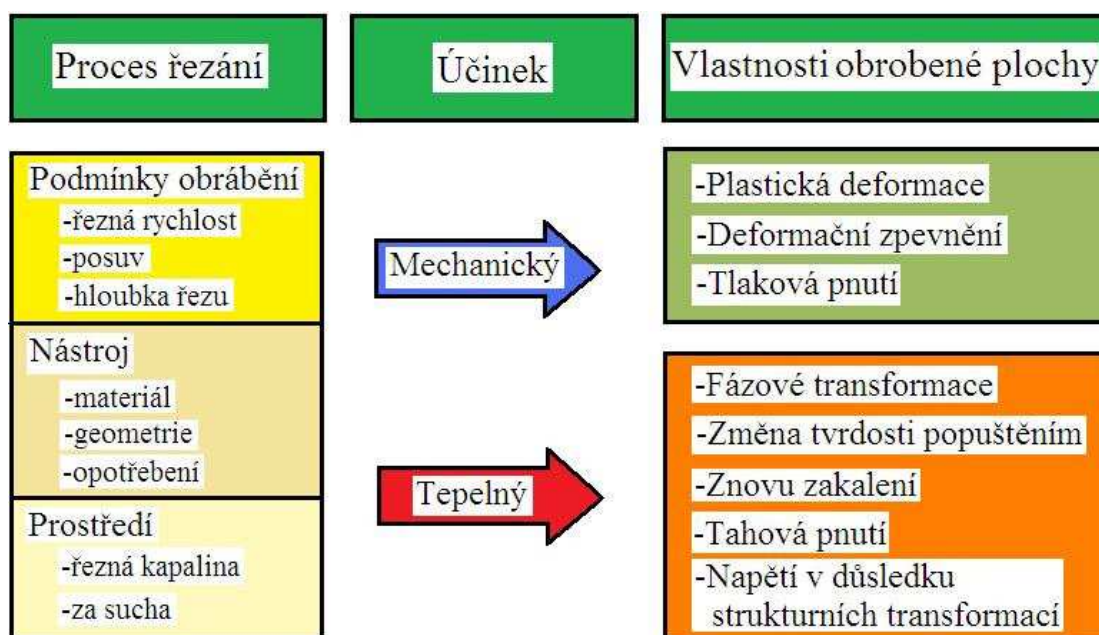 Proces řezání
Účinek
Vlastnosti obrobené plochy
Podmínky obrábění
-řezná rychlost
-posuv
-hloubka řezu
Nástroj
-materiál
-geometrie
-opotřebení
Prostředí
-řezná kapalina
-za sucha
Mechanický
Tepelný
-Plastická deformace
-Deformační zpevnění
-Tlaková pnutí
-Fázové transformace
-Změna tvrdosti popuštěním
-Znovu zakalení
-Tahová pnutí
-Napětí v důsledku
strukturních transformací